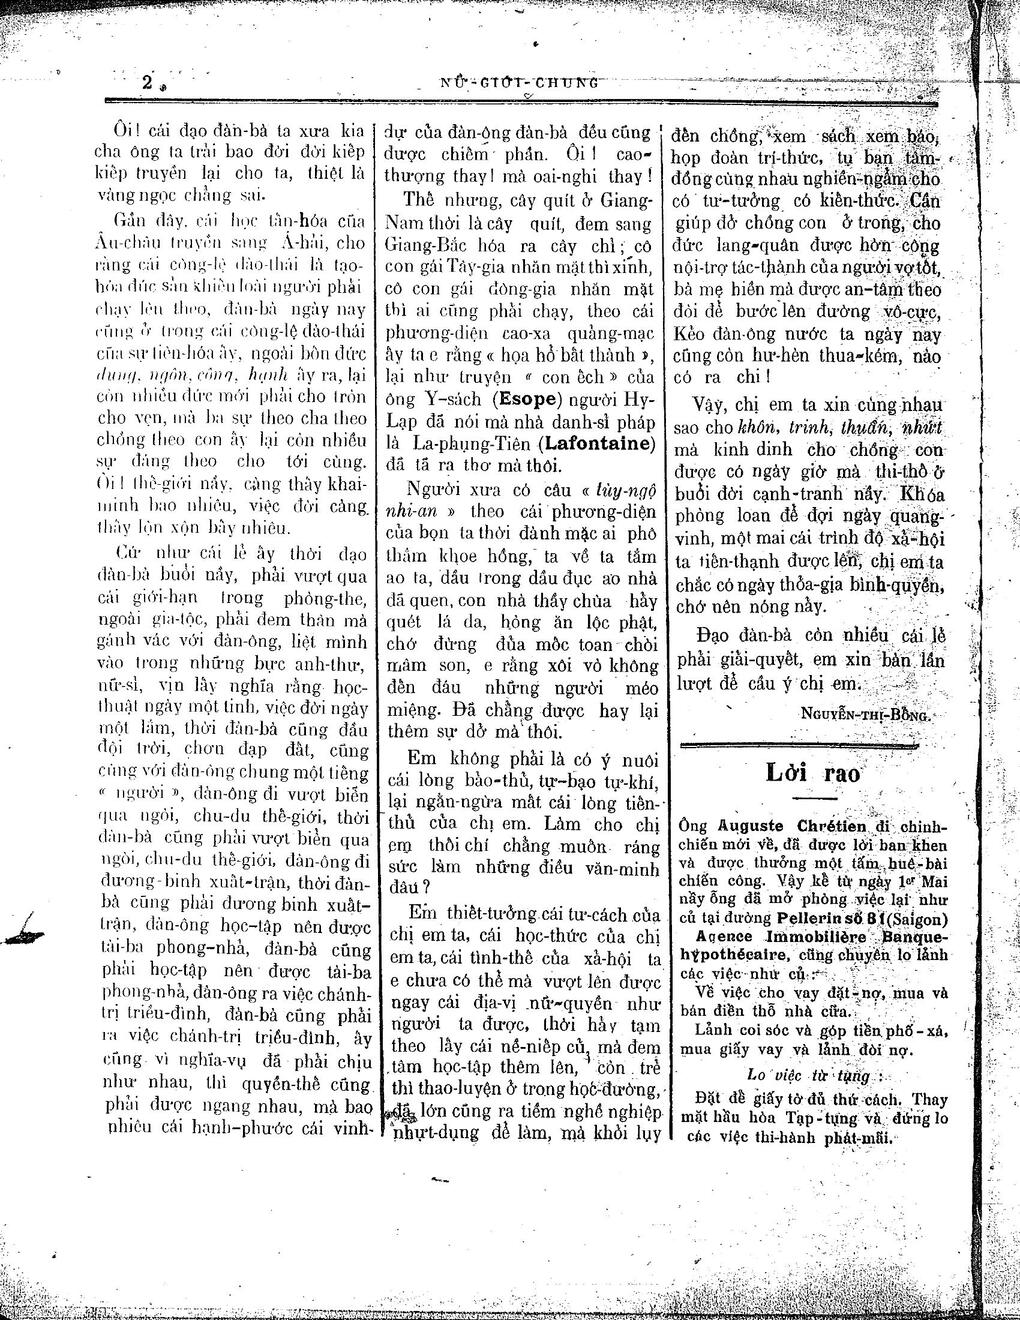 2
NỮ-GIỚI-CHUNG
Ôi! cái đạo đàn-bà ta xưa kia
cha ông ta trải bao đời đời kiếp
kiếp truyền lại cho ta, thiệt là
vàng ngọc chẳng sai.
Gần đây, cái học tân-hóa của
Âu-châu truyền sang Á-hải, cho
rằng cái công-lệ đào-thải là tạo-
hóa đúc sẳn khiến loài người phải
chạy lên theo, đàn-bà ngày nay
cũng ở trong cái công-lệ đào-thải
của sự tiến-hóa ấy, ngoài bốn đức
dung, ngôn, công, hạnh ấy ra, lại
còn nhiều đức mới phải cho tròn
cho vẹn, mà ba sự theo cha theo
chồng theo con ấy lại còn nhiều
sự đáng theo cho tới cùng.
Ôi! thế-giới nầy, càng thấy khai-
minh bao nhiêu, việc đời càng
thấy lộn xộn bấy nhiêu.
Cứ như cái lẻ ấy thời đạo
đàn-bà buổi nầy, phải vượt qua
cái giới-hạn trong phòng-the,
ngoài gia-tộc, phải đem thân mà
gánh vác với đàn-ông, liệt mình
vào trong những bực anh-thư,
nữ-sỉ, vịn lấy nghĩa rằng học-
thuật ngày một tinh, việc đời ngày
một lắm, thời đàn-bà cũng đầu
đội trời, chơn đạp đất, cũng
cùng với đàn-ông chung một tiếng
« người », đàn-ông đi vượt biển
qua ngòi, chu-du thế-giới, thời
đàn-bà cũng phải vượt biển qua
ngòi, chu-du thế-giái, đàn-ông đi
đương-binh xuất-trận, thời đàn-
bà cũng phải dương binh xuất-
trận, đàn-ông học-tập nên được
tài-ba phong-nhả, đàn-bà cũng
phải học-tập nên được tài-ba
phong-nhả, đàn-ông ra việc chánh-
trị triều-đình, đàn-bà cũng phải
ra việc chánh-trị triều-đình, ấy
cũng vì nghĩa-vụ đã phải chịu
như nhau, thì quyền-thế cũng
phải được ngang nhau, mà bao
nhiêu cái hạnh-phước cái vinh-
dự của đàn-ông đàn-bà đều cũng
được chiếm phần. Ôi! cao-
thượng thay! mà oai-nghi thay!
Thế nhưng, cây quít ở Giang-
Nam thời là cây quít, đem sang
Giang-Bắc hóa ra cây chỉ; cô
con gái Tây-gia nhăn mặt thì xinh,
cô con gái đông-gia nhăn mặt
thì ai cũng phải chạy, theo cái
phương-diện cao-xa quảng-mạc
ấy ta e rằng « họa hổ bất thành »,
lại như truyện « con ếch » của
ông Y-sách (Esope) người Hy-
Lạp đã nói mà nhà danh-sỉ pháp
là La-phụng-Tiên (Lafontaine)
đã tả ra thơ mà thôi.
Người xưa có câu « tùy-ngộ
nhi-an » theo cái phương-diện
của bọn ta thời đành mặc ai phô
thắm khoe hồng, ta về ta tắm
ao ta, dầu trong dầu đục ao nhà
đã quen, con nhà thầy chùa hãy
quét lá da, hòng ăn lộc phật,
chớ đừng đủa mốc toan chòi
mâm son, e rằng xôi vỏ không
đến đáu những người méo
miệng. Đã chẳng được hay lại
thêm sự dở mà thôi.
Em không phải là có ý nuôi
cái lòng bảo-thủ, tự-bạo tự-khí,
lại ngăn-ngừa mất cái lòng tiến-
thủ của chị em. Làm cho chị
em thối chí chẳng muốn ráng
sức làm những điều văn-minh
đâu?
Em thiết-tưởng cái tư-cách của
chị em ta, cái học-thức của chị
em ta, cái tình-thế của xả-hội ta
e chưa có thể mà vượt lên được
ngay cái địa-vị nữ-quyền như
người ta được, thời hảy tạm
theo lấy cái nề-niếp củ, mà đem
tâm học-tập thêm lên, còn trẻ
thì thao-luyện ở trong học-đường,
đã lớn cũng ra tiềm nghề nghiệp
nhựt-dụng để làm, mà khỏi lụy
đến chồng, xem sách xem báo,
họp đoàn trí-thức, tụ bạn tâm-
đồng cùng nhau nghiền-ngẫm cho
có tư-tưởng có kiến-thức. Cần
giúp dở chồng con ở trong, cho
đức lang-quân được hởn công
nội-trợ tác-thành của người vợ tốt,
bà mẹ hiền mà được an-tâm theo
đòi để bước lên đường vô-cực,
Kẻo đàn-ông nước ta ngày nay
cũng còn hư-hèn thua-kém, nào
có ra chi!
Vậy, chị em ta xin cùng nhau
sao cho khôn, trinh, thuần, nhứt
mà kinh dinh cho chồng con
được có ngày giờ mà thi-thố ở
buổi đời cạnh-tranh nầy. Khóa
phòng loan để đợi ngày quang-
vinh, một mai cái trình độ xả-hội
ta tiến-thạnh được lên, chị em ta
chắc có ngày thỏa-gia bình-quyền,
chớ nên nóng nảy.
Đạo đàn-bà còn nhiều cái lẻ
phải giải-quyết, em xin bàn lần
lượt để cầu ý chị em.
NGUYỄN-THỊ-BỒNG.
Lời rao
Ông Auguste Chrétien đi chinh-
chiến mới về, đã được lời ban khen
và được thưởng một tấm huê-bài
chiến công. Vậy kể từ ngày 1er Mai
nầy ổng đã mở phòng việc lại như
củ tại đường Pellerin số 81 (Saigon)
Agence Immobilière Banque-
hypothécaire, cũng chuyên lo lảnh
các việc như củ :
Về việc cho vay đặt-nợ, mua và
bán điền thổ nhà cữa.
Lảnh coi sóc và góp tiền phố-xá,
mua giấy vay và lảnh đòi nợ.
Lo việc từ tụng :
Đặt để giấy tờ đủ thứ cách. Thay
mặt hầu hòa Tạp-tụng và đứng lo
các việc thi-hành phát-mãi.